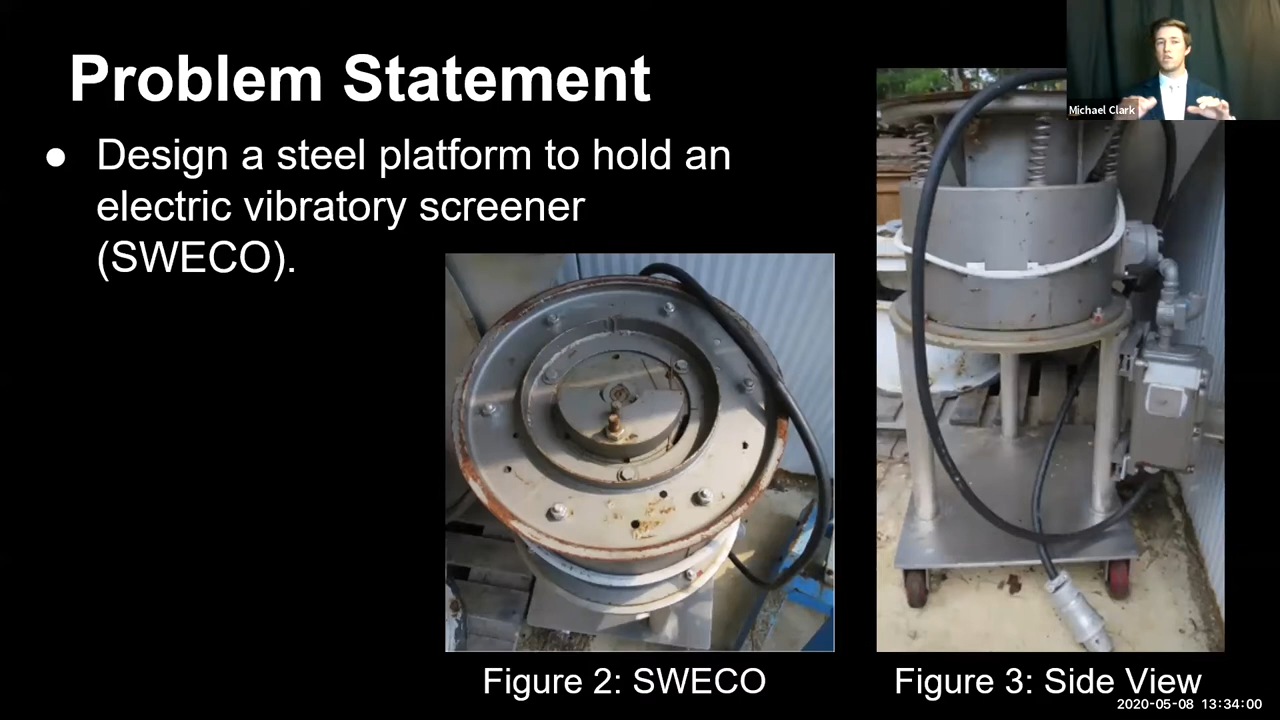 Problem Statement
● Design a steel platform to hold an
electric vibratory screener
(SWECO).
Michael Clark
Figure 2: SWECO
Figure 3: Side View
2020-05-08 13:34:00